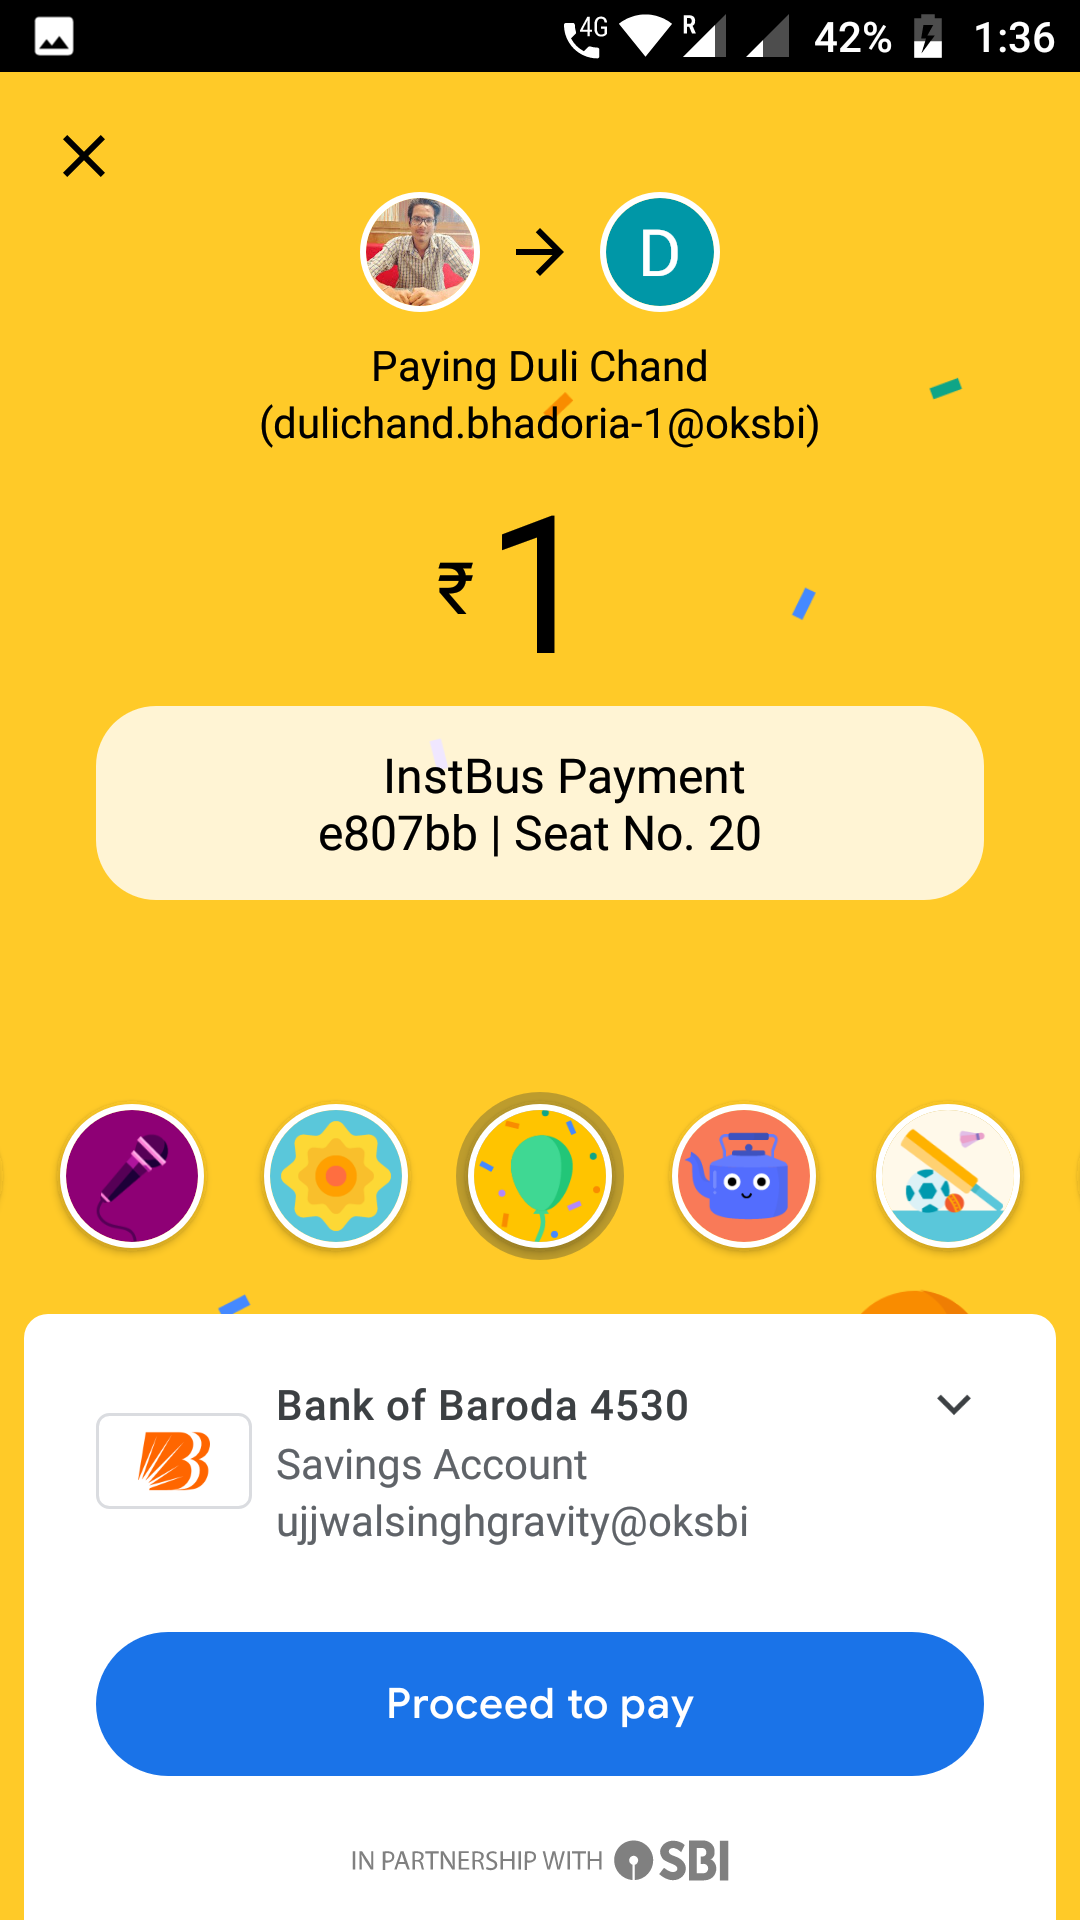 4G R 42% 1:36
D
Paying Duli Chand
(dulichand.bhadoria-1@oksbi)
₹1
InstBus Payment
e807bb | Seat No. 20
Bank of Baroda 4530
Savings Account
ujjwalsinghgravity@oksbi
Proceed to pay
IN PARTNERSHIP WITH SBI